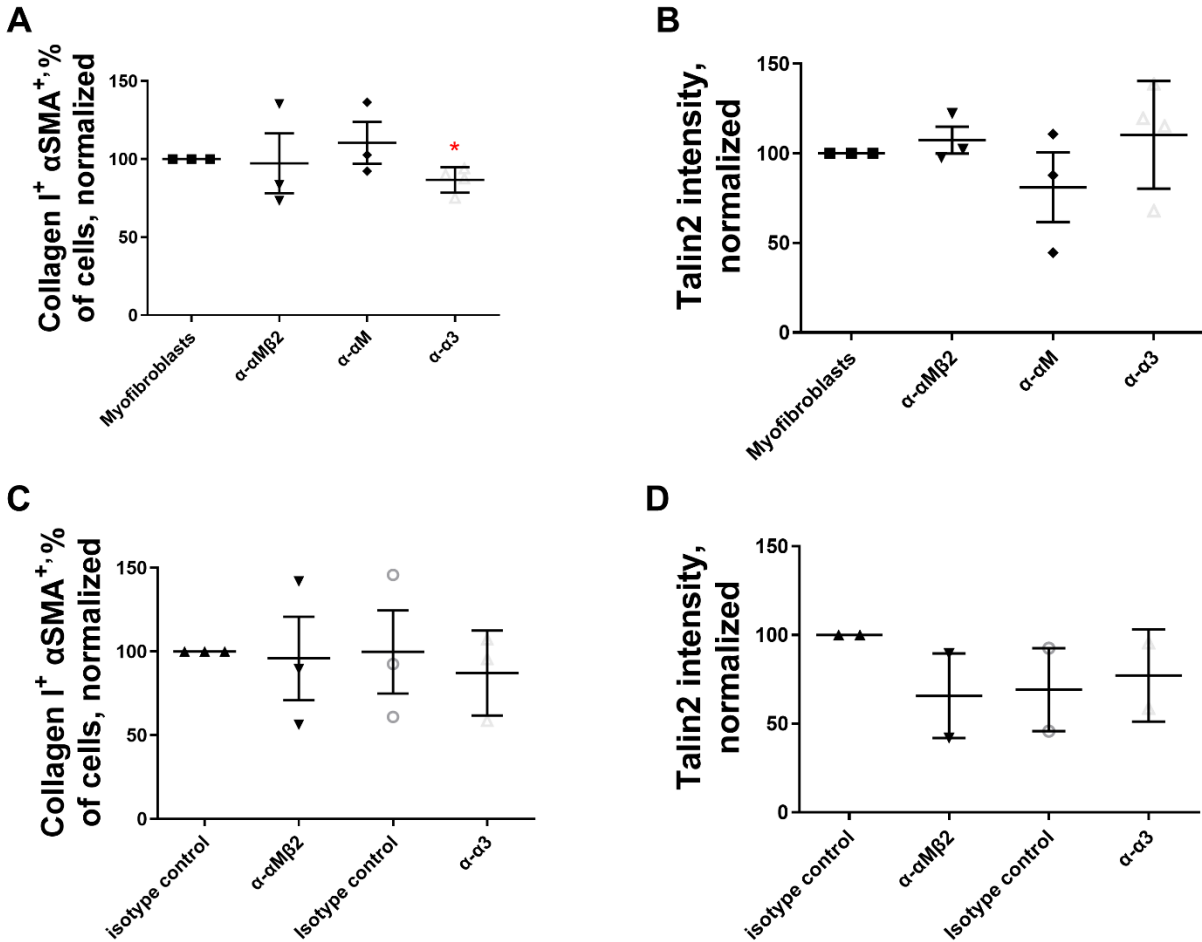 A
Collagen I⁺ αSMA⁺,%
of cells, normalized
150
100
50
0
*
Myofibroblasts
α-αMβ2
α-αM
α-α3
B
Talin2 intensity,
normalized
150
100
50
0
Myofibroblasts
α-αMβ2
α-αM
α-α3
C
Collagen I⁺ αSMA⁺,%
of cells, normalized
150
100
50
0
isotype control
α-αMβ2
Isotype control
α-α3
D
Talin2 intensity,
normalized
150
100
50
0
isotype control
α-αMβ2
Isotype control
α-α3